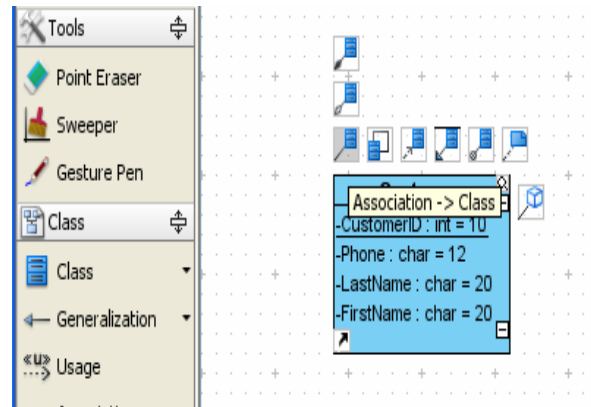 Tools
Point Eraser
Sweeper
Gesture Pen
Class
Class
Generalization
«u»
Usage
Association -> Class
-CustomerID : int = 10
-Phone : char = 12
-LastName : char = 20
-FirstName : char = 20